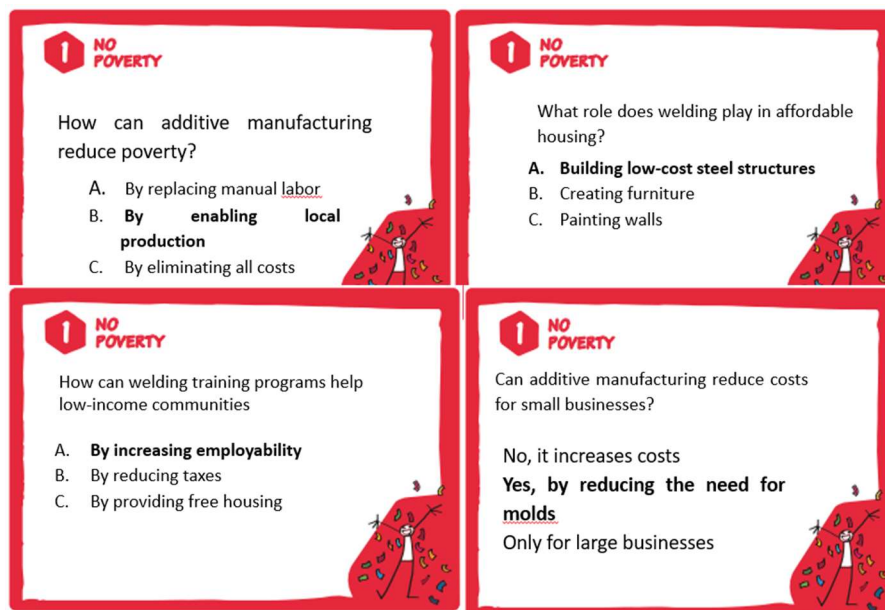 1 NO
POVERTY
How can additive manufacturing
reduce poverty?
A. By replacing manual labor
B. By enabling local
production
C. By eliminating all costs
1 NO
POVERTY
What role does welding play in affordable
housing?
A. Building low-cost steel structures
B. Creating furniture
C. Painting walls
1 NO
POVERTY
How can welding training programs help
low-income communities
A. By increasing employability
B. By reducing taxes
C. By providing free housing
1 NO
POVERTY
Can additive manufacturing reduce costs
for small businesses?
No, it increases costs
Yes, by reducing the need for
molds
Only for large businesses